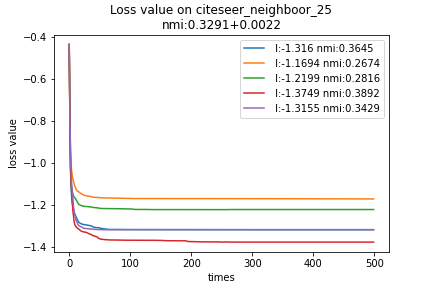 Loss value on citeseer_neighboor_25
nmi:0.3291+0.0022
l:-1.316 nmi:0.3645
l:-1.1694 nmi:0.2674
l:-1.2199 nmi:0.2816
l:-1.3749 nmi:0.3892
l:-1.3155 nmi:0.3429
loss value
−0.4
−0.6
−0.8
−1.0
−1.2
−1.4
0 100 200 300 400 500
times